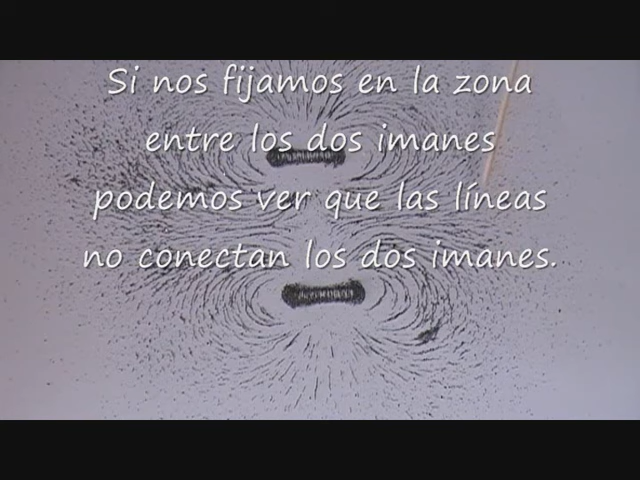 Si nos fijamos en la zona
entre los dos imanes
podemos ver que las líneas
no conectan los dos imanes.